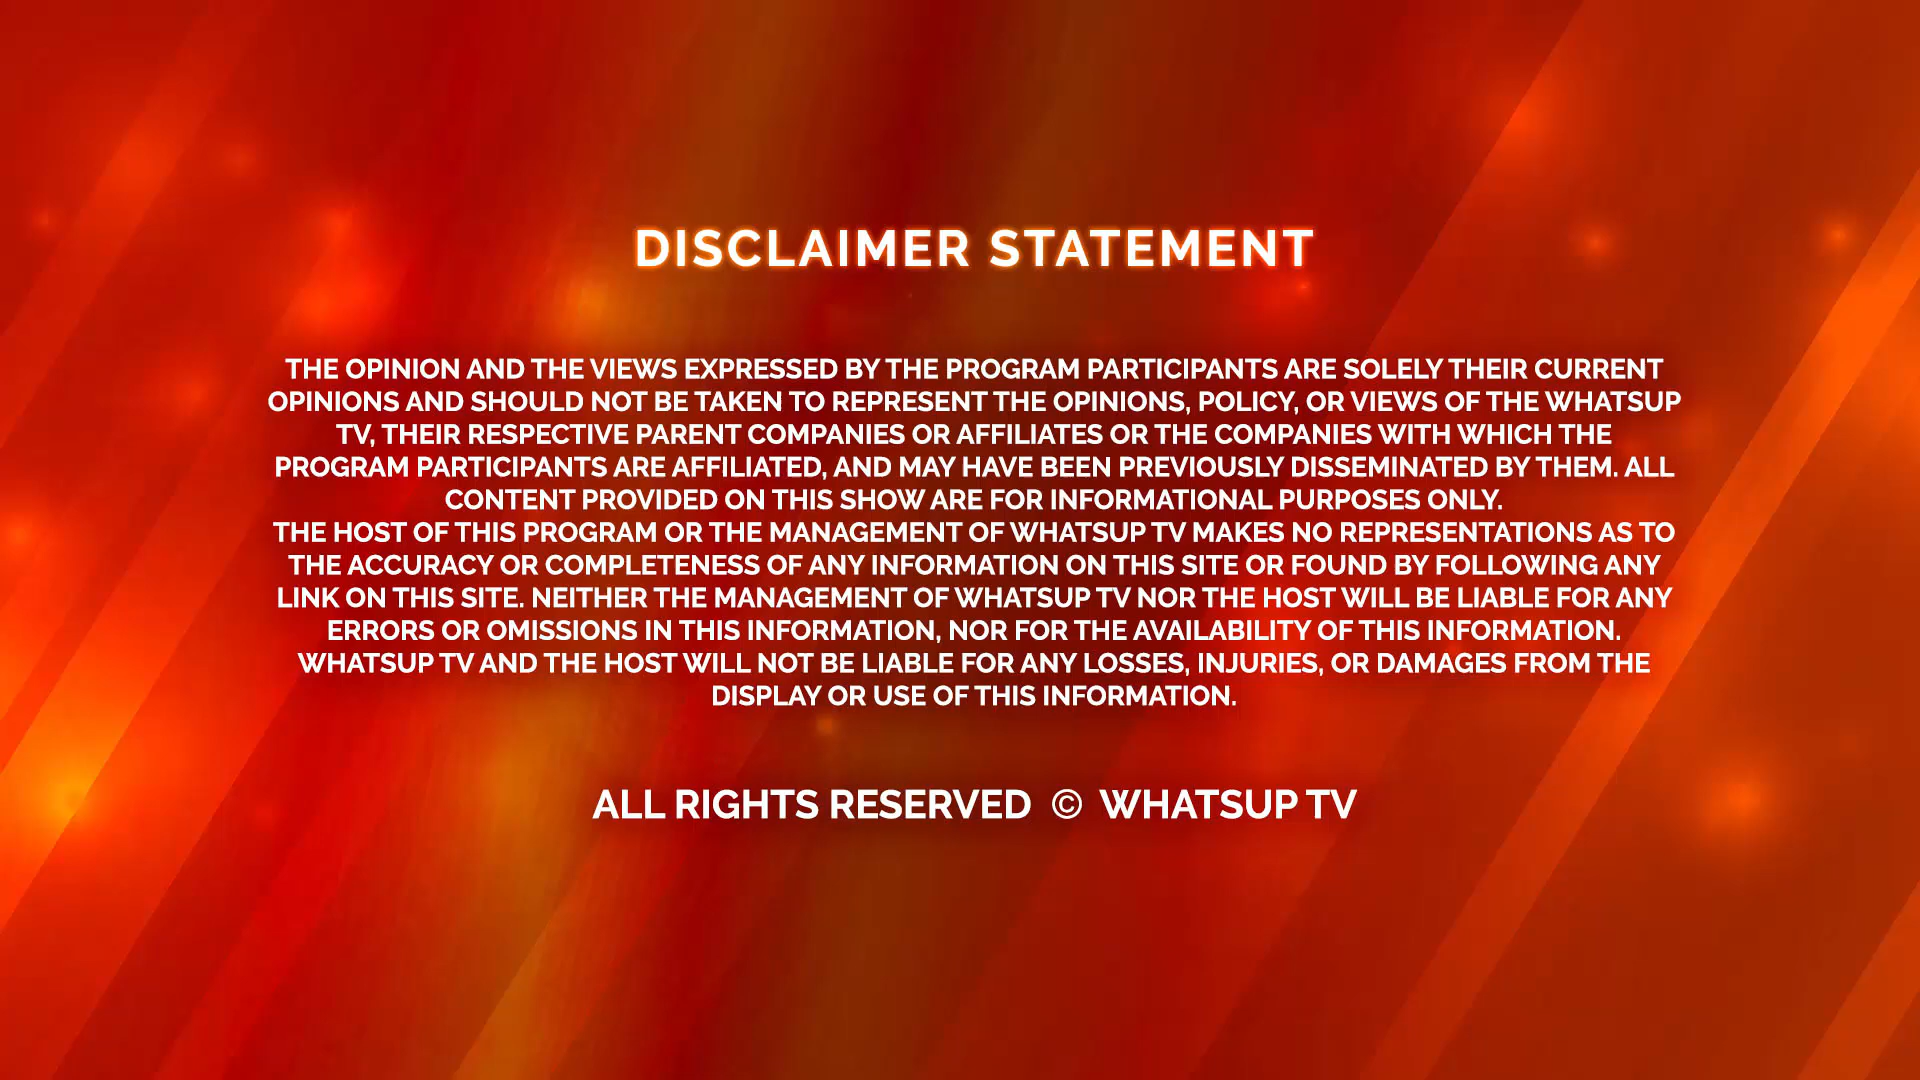 DISCLAIMER STATEMENT
THE OPINION AND THE VIEWS EXPRESSED BY THE PROGRAM PARTICIPANTS ARE SOLELY THEIR CURRENT
OPINIONS AND SHOULD NOT BE TAKEN TO REPRESENT THE OPINIONS, POLICY, OR VIEWS OF THE WHATSUP
TV, THEIR RESPECTIVE PARENT COMPANIES OR AFFILIATES OR THE COMPANIES WITH WHICH THE
PROGRAM PARTICIPANTS ARE AFFILIATED, AND MAY HAVE BEEN PREVIOUSLY DISSEMINATED BY THEM. ALL
CONTENT PROVIDED ON THIS SHOW ARE FOR INFORMATIONAL PURPOSES ONLY.
THE HOST OF THIS PROGRAM OR THE MANAGEMENT OF WHATSUP TV MAKES NO REPRESENTATIONS AS TO
THE ACCURACY OR COMPLETENESS OF ANY INFORMATION ON THIS SITE OR FOUND BY FOLLOWING ANY
LINK ON THIS SITE. NEITHER THE MANAGEMENT OF WHATSUP TV NOR THE HOST WILL BE LIABLE FOR ANY
ERRORS OR OMISSIONS IN THIS INFORMATION, NOR FOR THE AVAILABILITY OF THIS INFORMATION.
WHATSUP TV AND THE HOST WILL NOT BE LIABLE FOR ANY LOSSES, INJURIES, OR DAMAGES FROM THE
DISPLAY OR USE OF THIS INFORMATION.
ALL RIGHTS RESERVED © WHATSUP TV